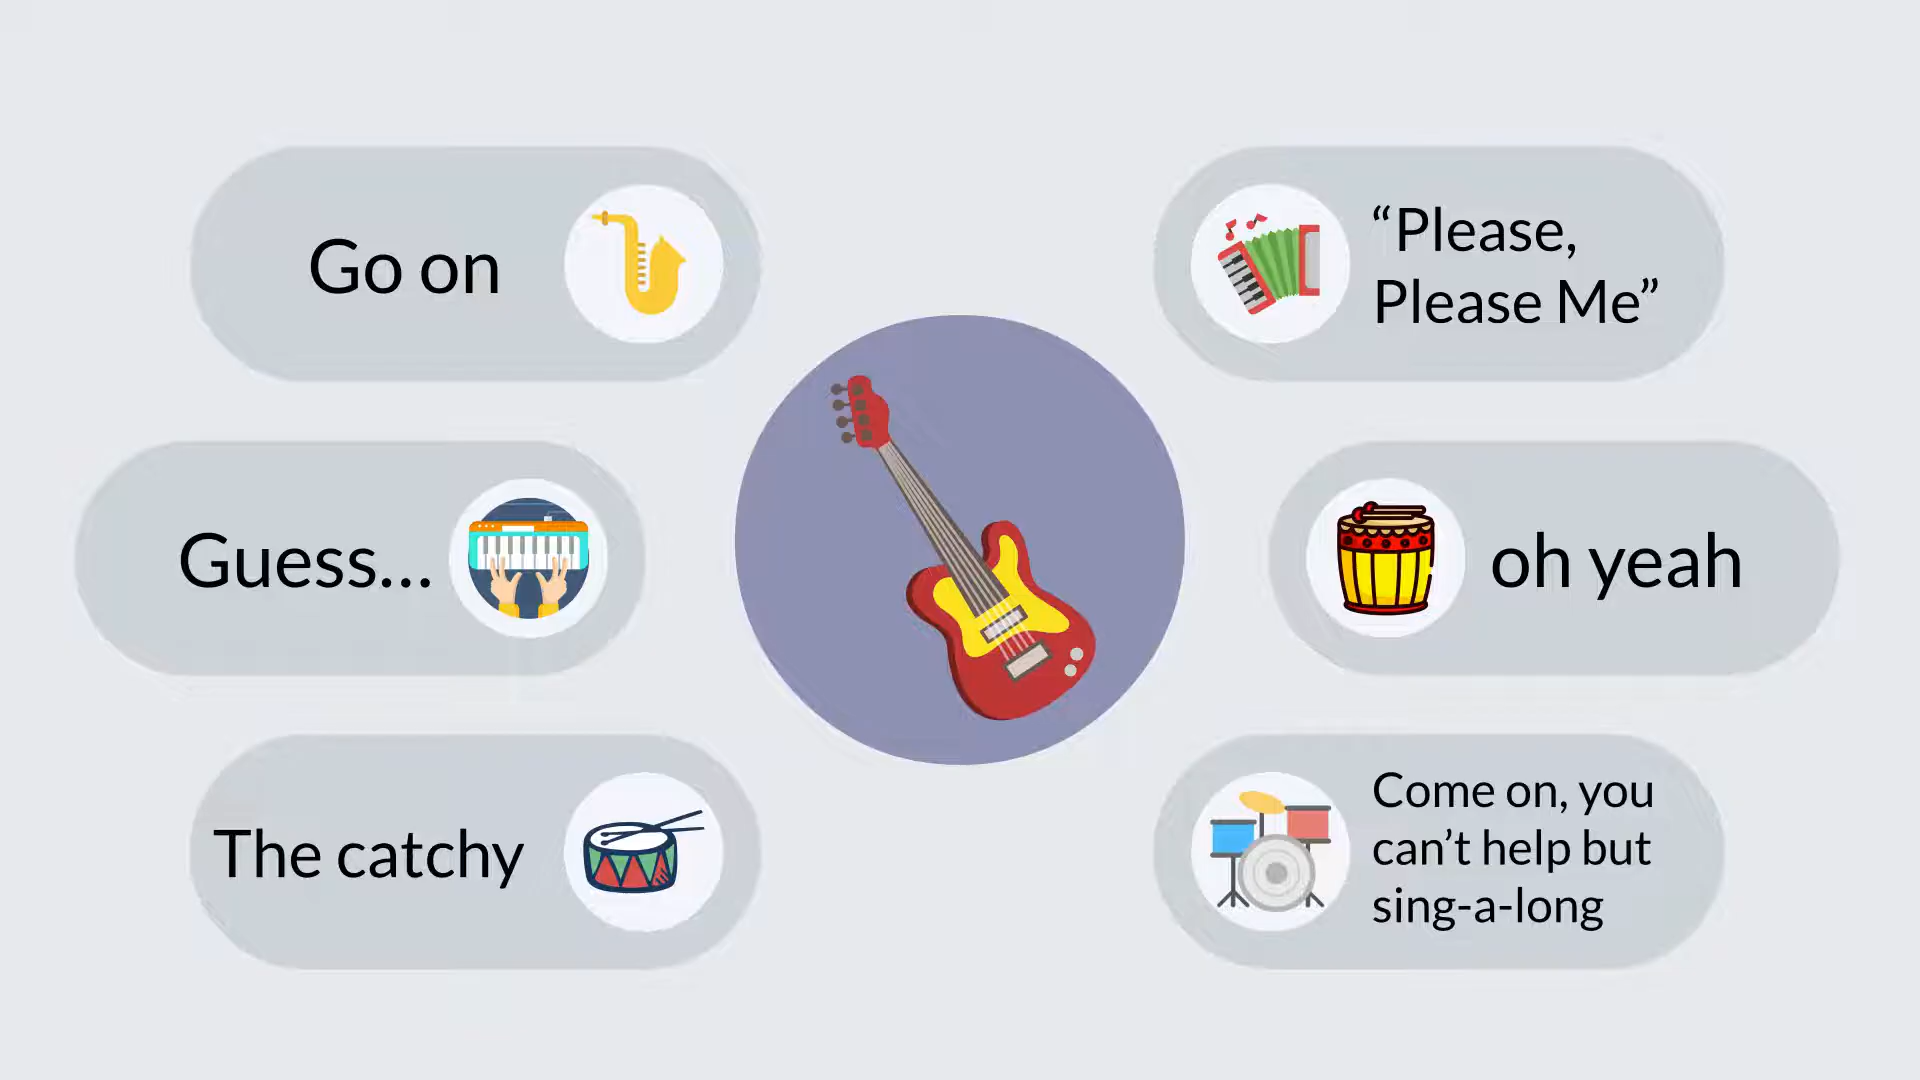 Go on
Guess...
The catchy
“Please,
Please Me”
oh yeah
Come on, you
can’t help but
sing-a-long